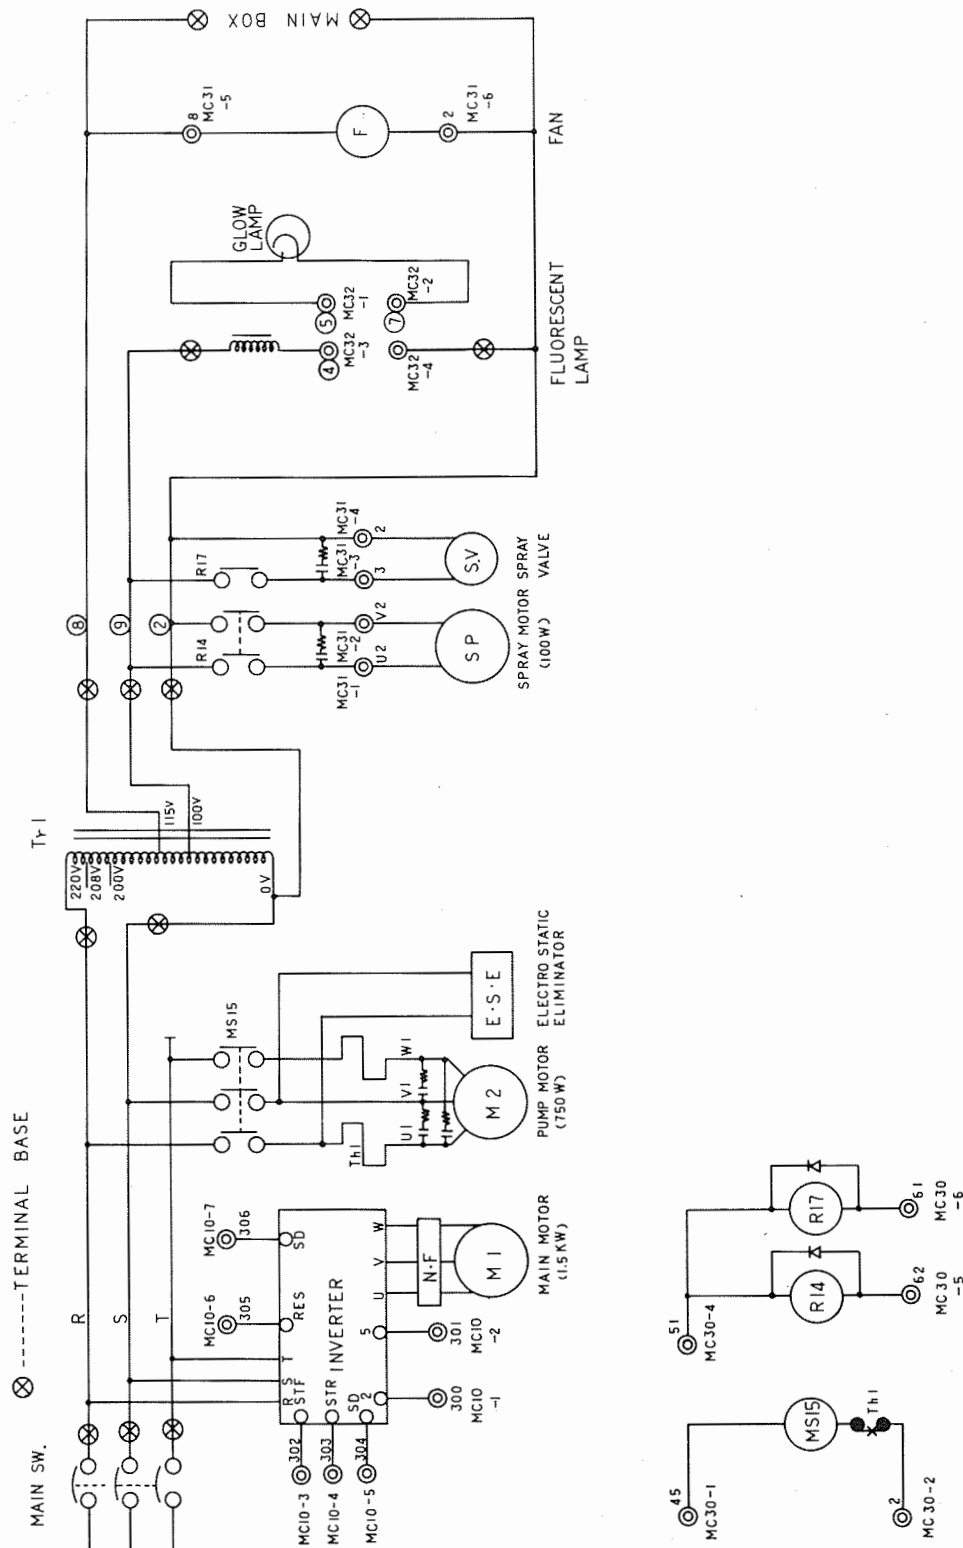 MAIN SW.
⊗ ------TERMINAL BASE
R
S
T
MC10-3
302
MC10-4
303
MC10-5
304
STF
STR
SD
R
S
T
INVERTER
RES
SD
MC10-6
305
MC10-7
306
2
5
300
MC10
-1
301
MC10
-2
U
V
W
N·F
M1
MAIN MOTOR
(1.5KW)
MS15
Th1
U1
V1
W1
M2
PUMP MOTOR
(750W)
E·S·E
ELECTRO STATIC
ELIMINATOR
Tr1
220V
208V
200V
0V
115V
100V
8
9
2
R14
R17
MC31
-1
MC31
-2
MC31
-3
MC31
-4
U2
V2
3
2
SP
S.V
SPRAY MOTOR
(100W)
SPRAY
VALVE
4
MC32
-3
5
MC32
-1
MC32
-4
7
MC32
-2
GLOW
LAMP
FLUORESCENT
LAMP
8
MC31
-5
F
2
MC31
-6
FAN
MAIN BOX
45
MC30-1
MS15
Th1
2
MC30-2
51
MC30-4
R14
R17
62
MC30
-5
61
MC30
-6